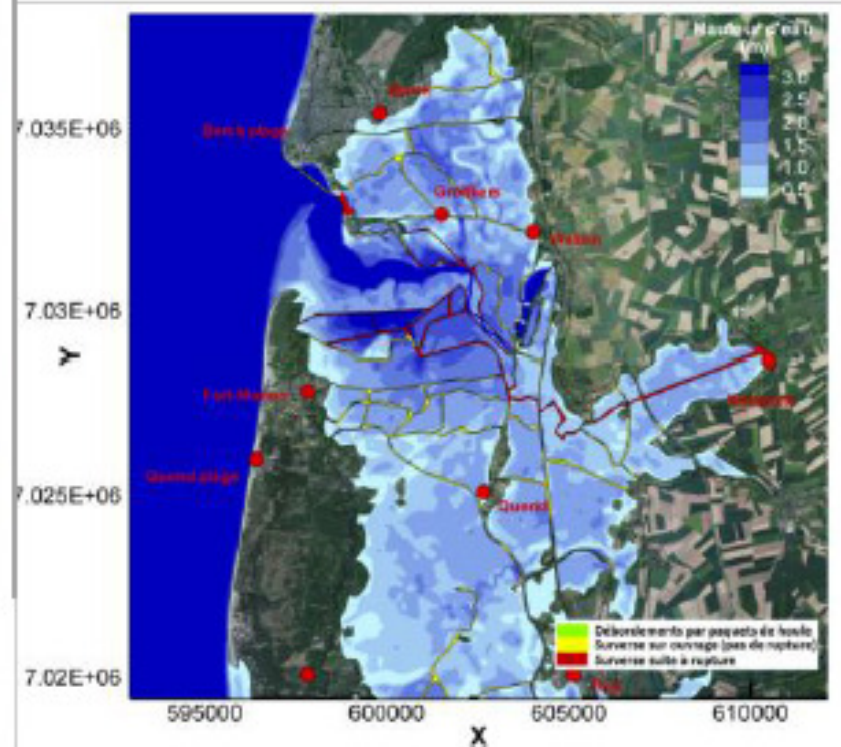 Hauteur d'eau
(m)
3.0
2.5
2.0
1.5
1.0
0.5
7.035E+06
Groffliers
Waben
7.03E+06
Y
Fort-Mahon
Quend plage
7.025E+06
Quend
Débordements par paquets de houle
Surverse sur ouvrage (pas de rupture)
Surverse suite à rupture
7.02E+06
Rue
595000
600000
605000
610000
X